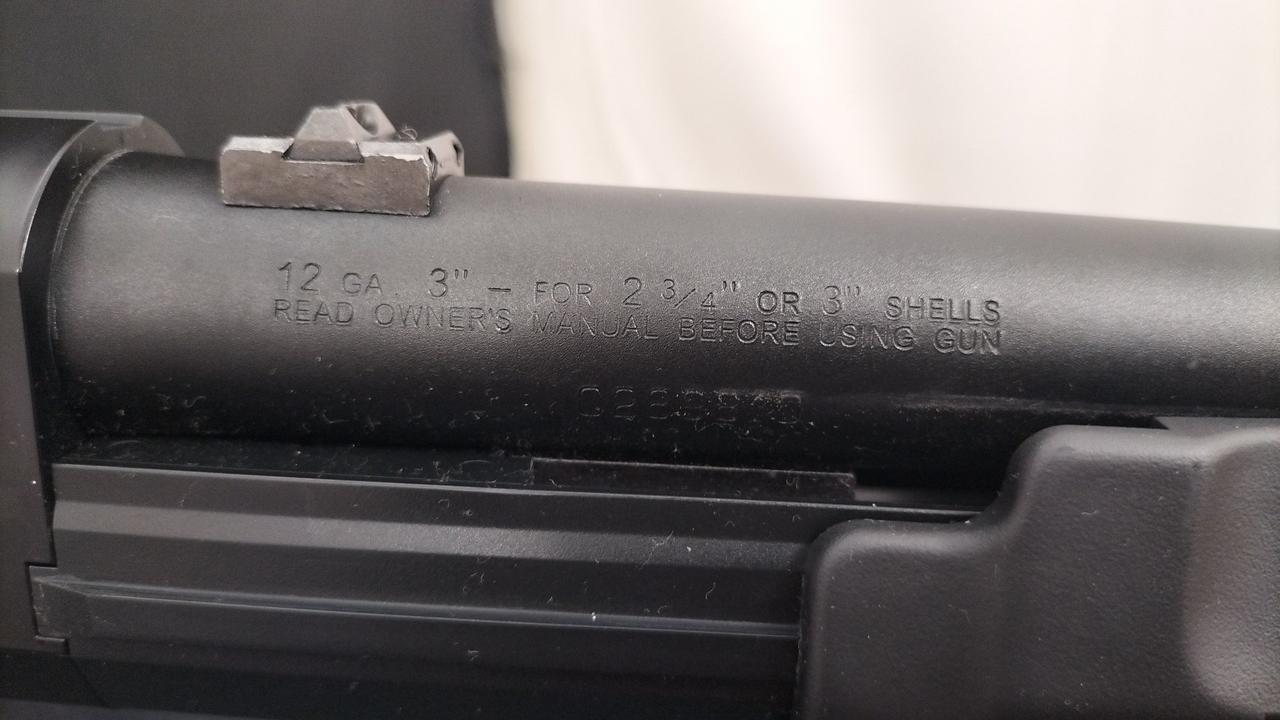 12 GA. 3" – FOR 2 3/4" OR 3" SHELLS
READ OWNER'S MANUAL BEFORE USING GUN